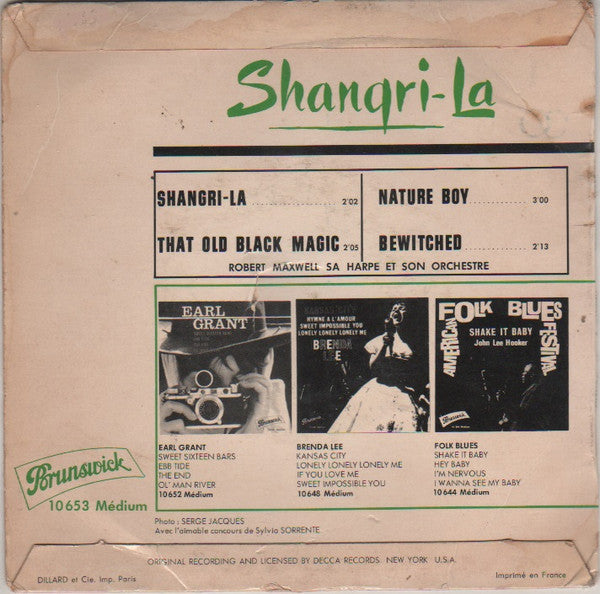 Shangri-La
SHANGRI-LA 2'02
NATURE BOY 3'00
THAT OLD BLACK MAGIC 2'05
BEWITCHED 2'13
ROBERT MAXWELL SA HARPE ET SON ORCHESTRE
EARL
GRANT
KANSAS CITY
HYMNE A L'AMOUR
SWEET IMPOSSIBLE YOU
LONELY LONELY LONELY ME
BRENDA
LEE
AMERICAN
FOLK BLUES
FESTIVAL
SHAKE IT BABY
John Lee Hooker
Brunswick
EARL GRANT
SWEET SIXTEEN BARS
EBB TIDE
THE END
OL' MAN RIVER
10652 Médium
BRENDA LEE
KANSAS CITY
LONELY LONELY LONELY ME
IF YOU LOVE ME
SWEET IMPOSSIBLE YOU
10648 Médium
FOLK BLUES
SHAKE IT BABY
HEY BABY
I'M NERVOUS
I WANNA SEE MY BABY
10644 Médium
Brunswick
10653 Médium
Photo : SERGE JACQUES
Avec l'aimable concours de Sylvia SORRENTE
ORIGINAL RECORDING AND LICENSED BY DECCA RECORDS. NEW YORK U.S.A.
DILLARD et Cie. Imp. Paris
Imprimé en France